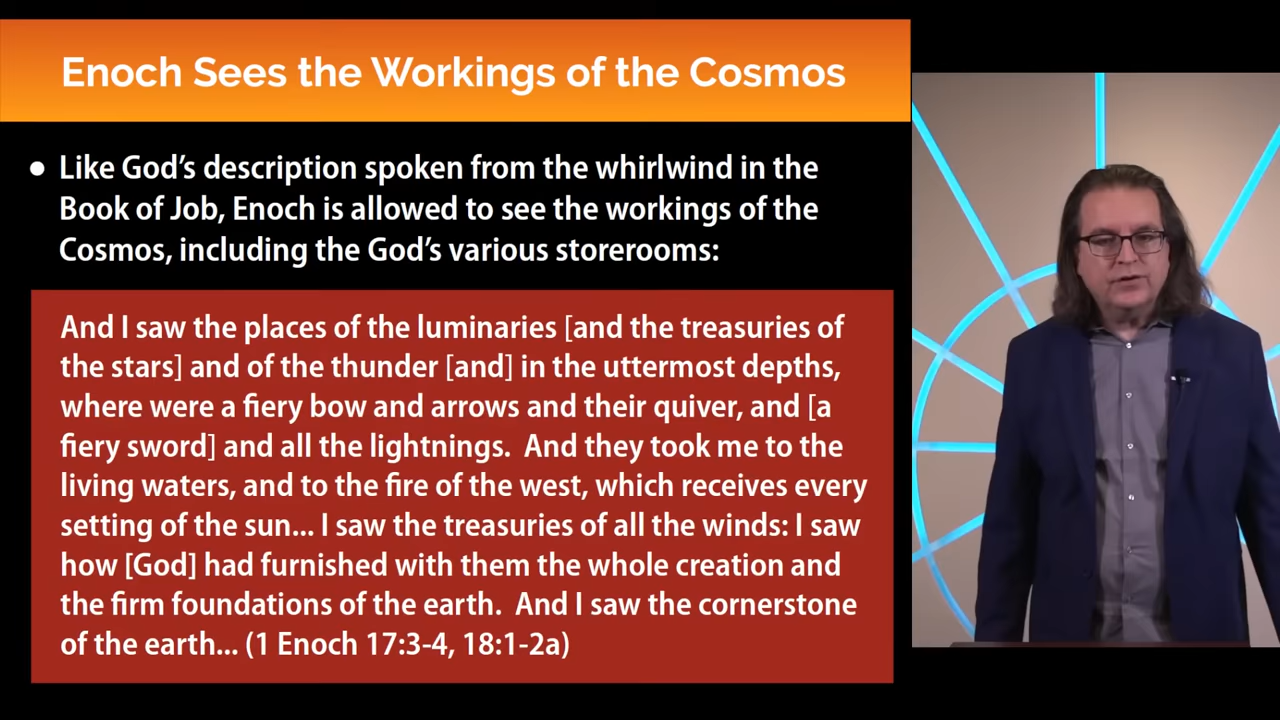 Enoch Sees the Workings of the Cosmos
● Like God’s description spoken from the whirlwind in the
Book of Job, Enoch is allowed to see the workings of the
Cosmos, including the God’s various storerooms:
And I saw the places of the luminaries [and the treasuries of
the stars] and of the thunder [and] in the uttermost depths,
where were a fiery bow and arrows and their quiver, and [a
fiery sword] and all the lightnings.  And they took me to the
living waters, and to the fire of the west, which receives every
setting of the sun... I saw the treasuries of all the winds: I saw
how [God] had furnished with them the whole creation and
the firm foundations of the earth.  And I saw the cornerstone
of the earth... (1 Enoch 17:3-4, 18:1-2a)